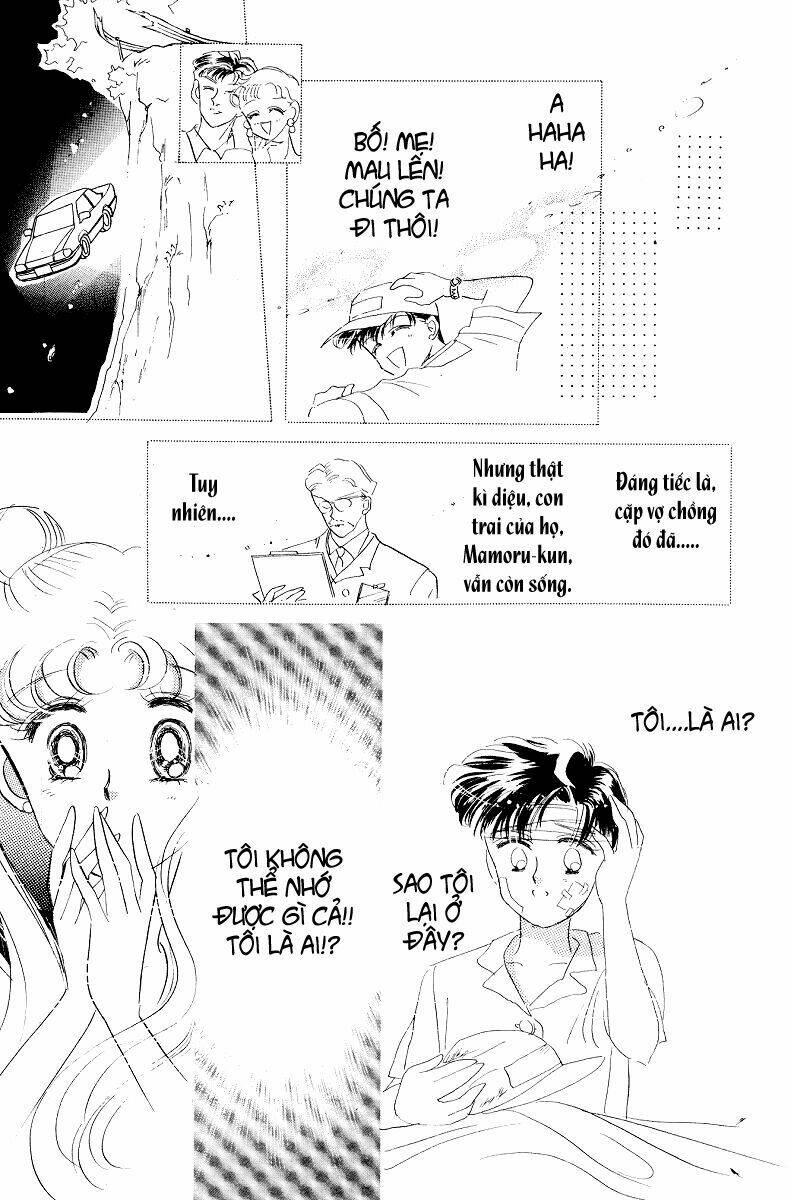 A
HAHA
HA!
BỐ! MẸ!
MAU LÊN!
CHÚNG TA
ĐI THÔI!
Đáng tiếc là,
cặp vợ chồng
đó đã.....
Nhưng thật
kì diệu, con
trai của họ,
Mamoru-kun,
vẫn còn sống.
Tuy
nhiên....
TÔI....LÀ AI?
SAO TÔI
LẠI Ở
ĐÂY?
TÔI KHÔNG
THỂ NHỚ
ĐƯỢC GÌ CẢ!!
TÔI LÀ AI!?